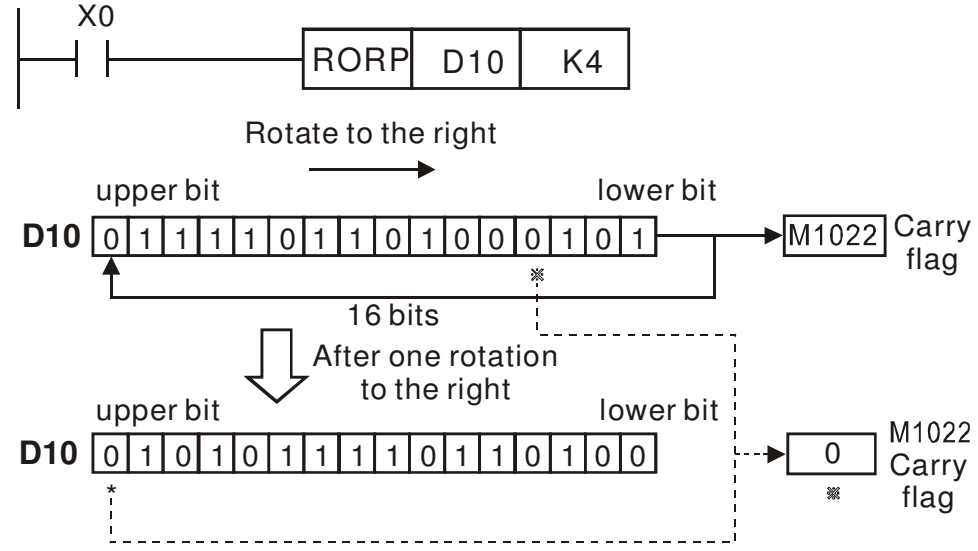 X0
RORP D10 K4
Rotate to the right
upper bit lower bit
D10 0 1 1 1 1 0 1 1 0 1 0 0 0 1 0 1 M1022 Carry
flag
※
16 bits
After one rotation
to the right
upper bit lower bit
D10 0 1 0 1 0 1 1 1 1 0 1 1 0 1 0 0 0 M1022
Carry
flag
* ※